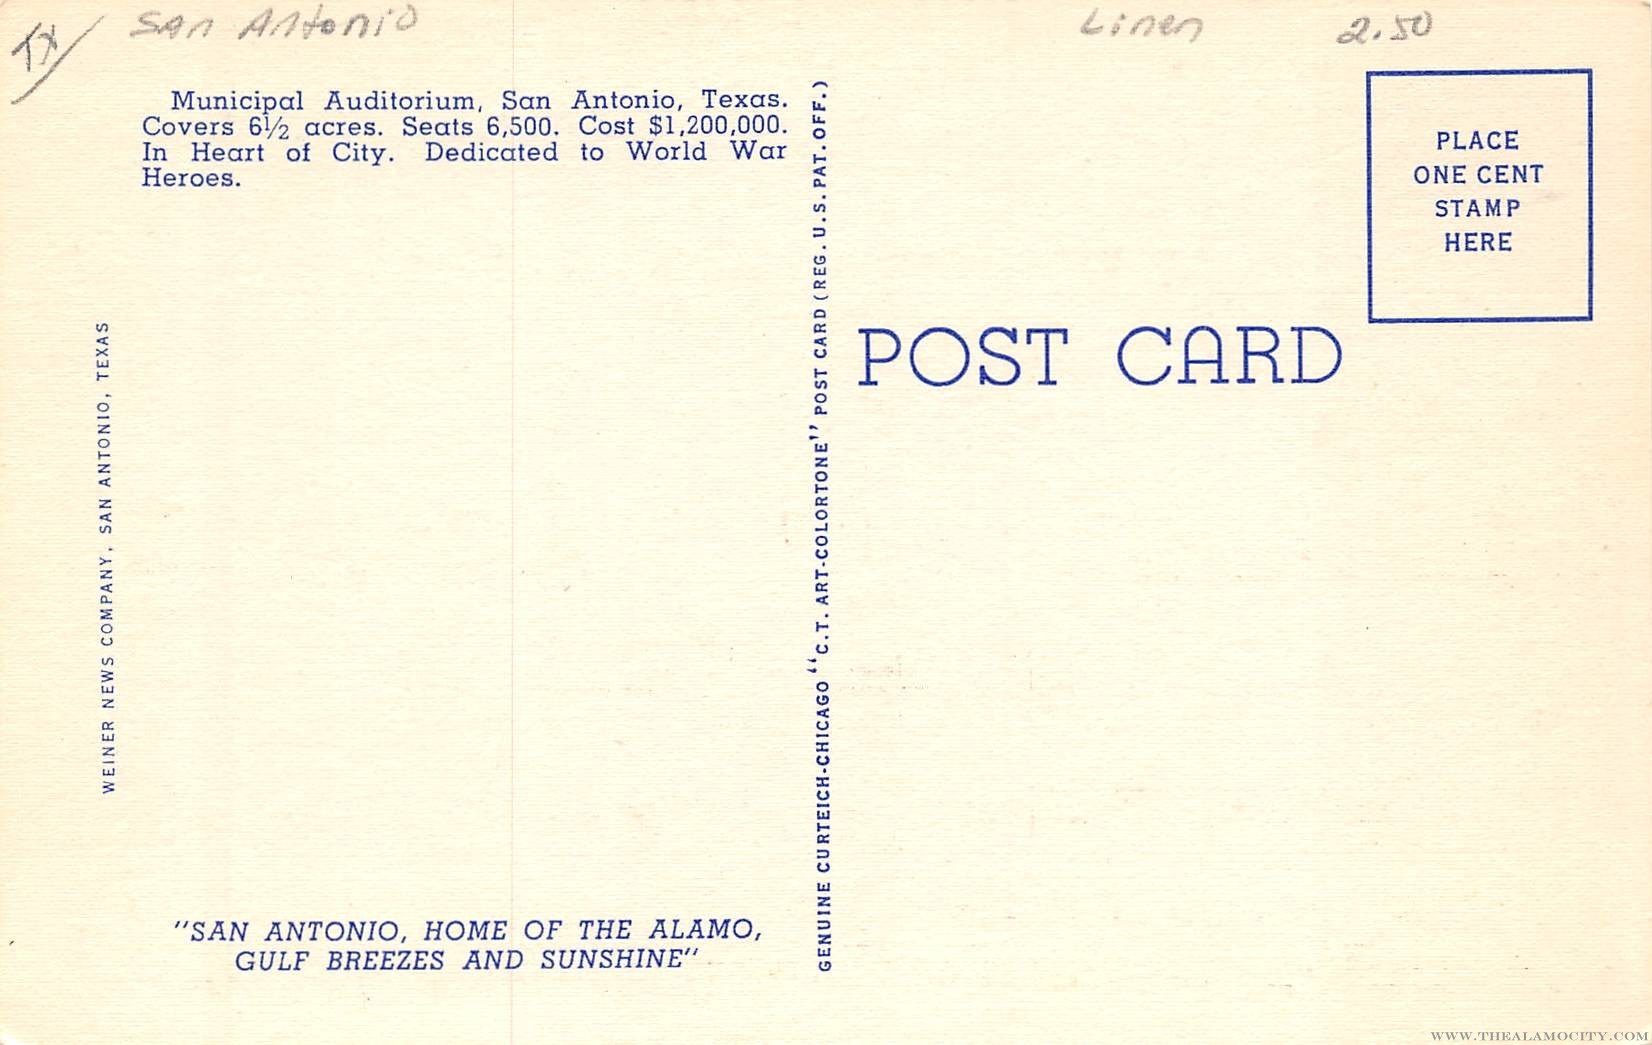 TX/
San Antonio
Linen
2.50
Municipal Auditorium, San Antonio, Texas.
Covers 6½ acres. Seats 6,500. Cost $1,200,000.
In Heart of City. Dedicated to World War
Heroes.
WEINER NEWS COMPANY, SAN ANTONIO, TEXAS
"SAN ANTONIO, HOME OF THE ALAMO,
GULF BREEZES AND SUNSHINE"
GENUINE CURTEICH-CHICAGO "C.T. ART-COLORTONE" POST CARD (REG. U.S. PAT. OFF.)
PLACE
ONE CENT
STAMP
HERE
POST CARD
WWW.THEALAMOCITY.COM